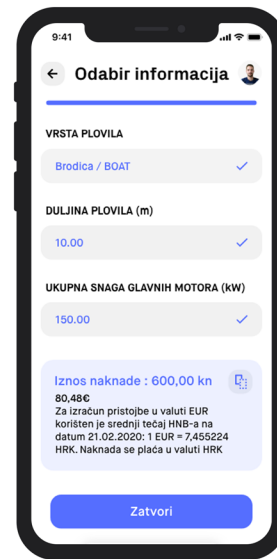 9:41
Odabir informacija
VRSTA PLOVILA
Brodica / BOAT
DULJINA PLOVILA (m)
10.00
UKUPNA SNAGA GLAVNIH MOTORA (kW)
150.00
Iznos naknade : 600,00 kn
80,48€
Za izračun pristojbe u valuti EUR
korišten je srednji tečaj HNB-a na
datum 21.02.2020: 1 EUR = 7,455224
HRK. Naknada se plaća u valuti HRK
Zatvori